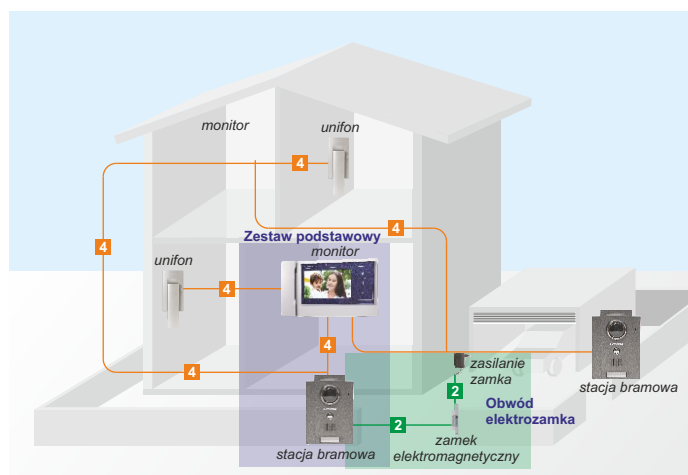 monitor
unifon
4
4
4
Zestaw podstawowy
monitor
unifon
4
4
4
zasilanie
zamka
stacja bramowa
2
Obwód
elektrozamka
2
zamek
elektromagnetyczny
stacja bramowa